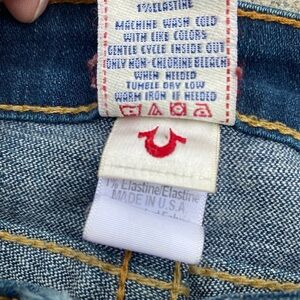 1% ELASTINE
MACHINE WASH COLD
WITH LIKE COLORS
GENTLE CYCLE INSIDE OUT
ONLY NON-CHLORINE BLEACH
WHEN NEEDED
TUMBLE DRY LOW
WARM IRON IF NEEDED
1% Elastine/Elastine
MADE IN U.S.A.